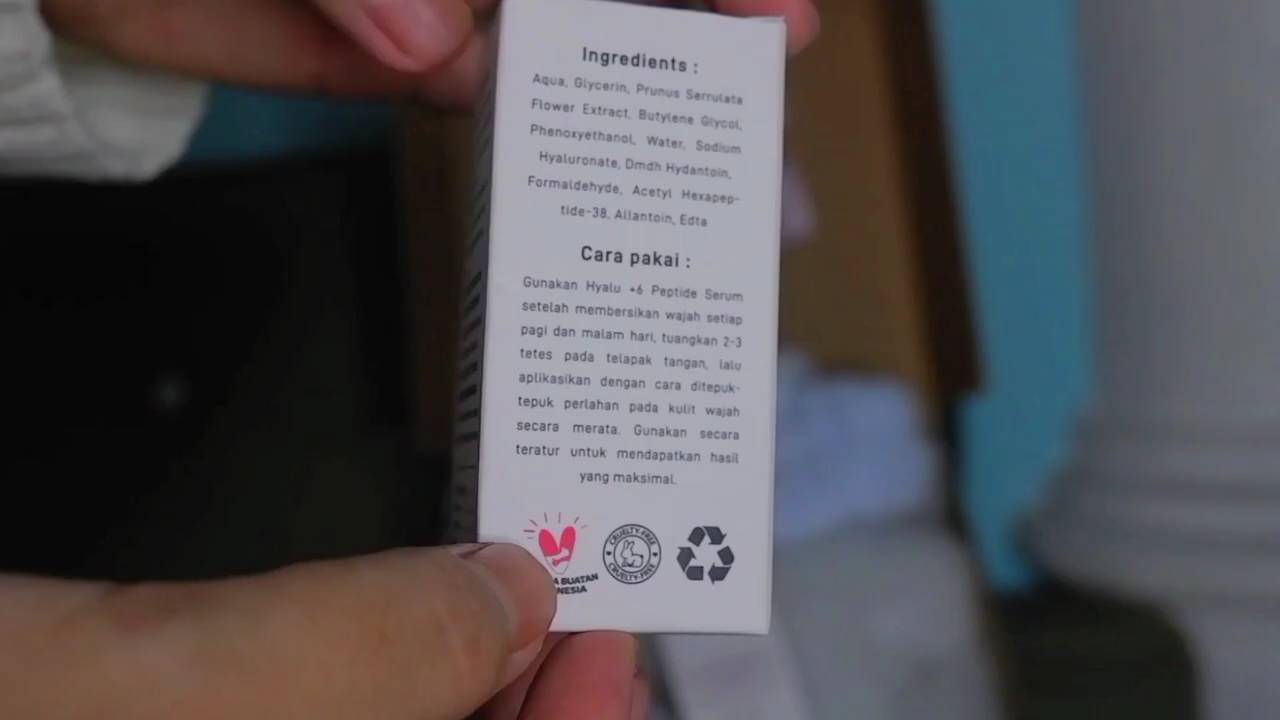 Ingredients :
Aqua, Glycerin, Prunus Serrulata
Flower Extract, Butylene Glycol,
Phenoxyethanol, Water, Sodium
Hyaluronate, Dmdh Hydantoin,
Formaldehyde, Acetyl Hexapep-
tide-38, Allantoin, Edta
Cara pakai :
Gunakan Hyalu +6 Peptide Serum
setelah membersikan wajah setiap
pagi dan malam hari, tuangkan 2-3
tetes pada telapak tangan, lalu
aplikasikan dengan cara ditepuk-
tepuk perlahan pada kulit wajah
secara merata. Gunakan secara
teratur untuk mendapatkan hasil
yang maksimal.
A BUATAN
NESIA
CRUELTY-FREE
CRUELTY-FREE